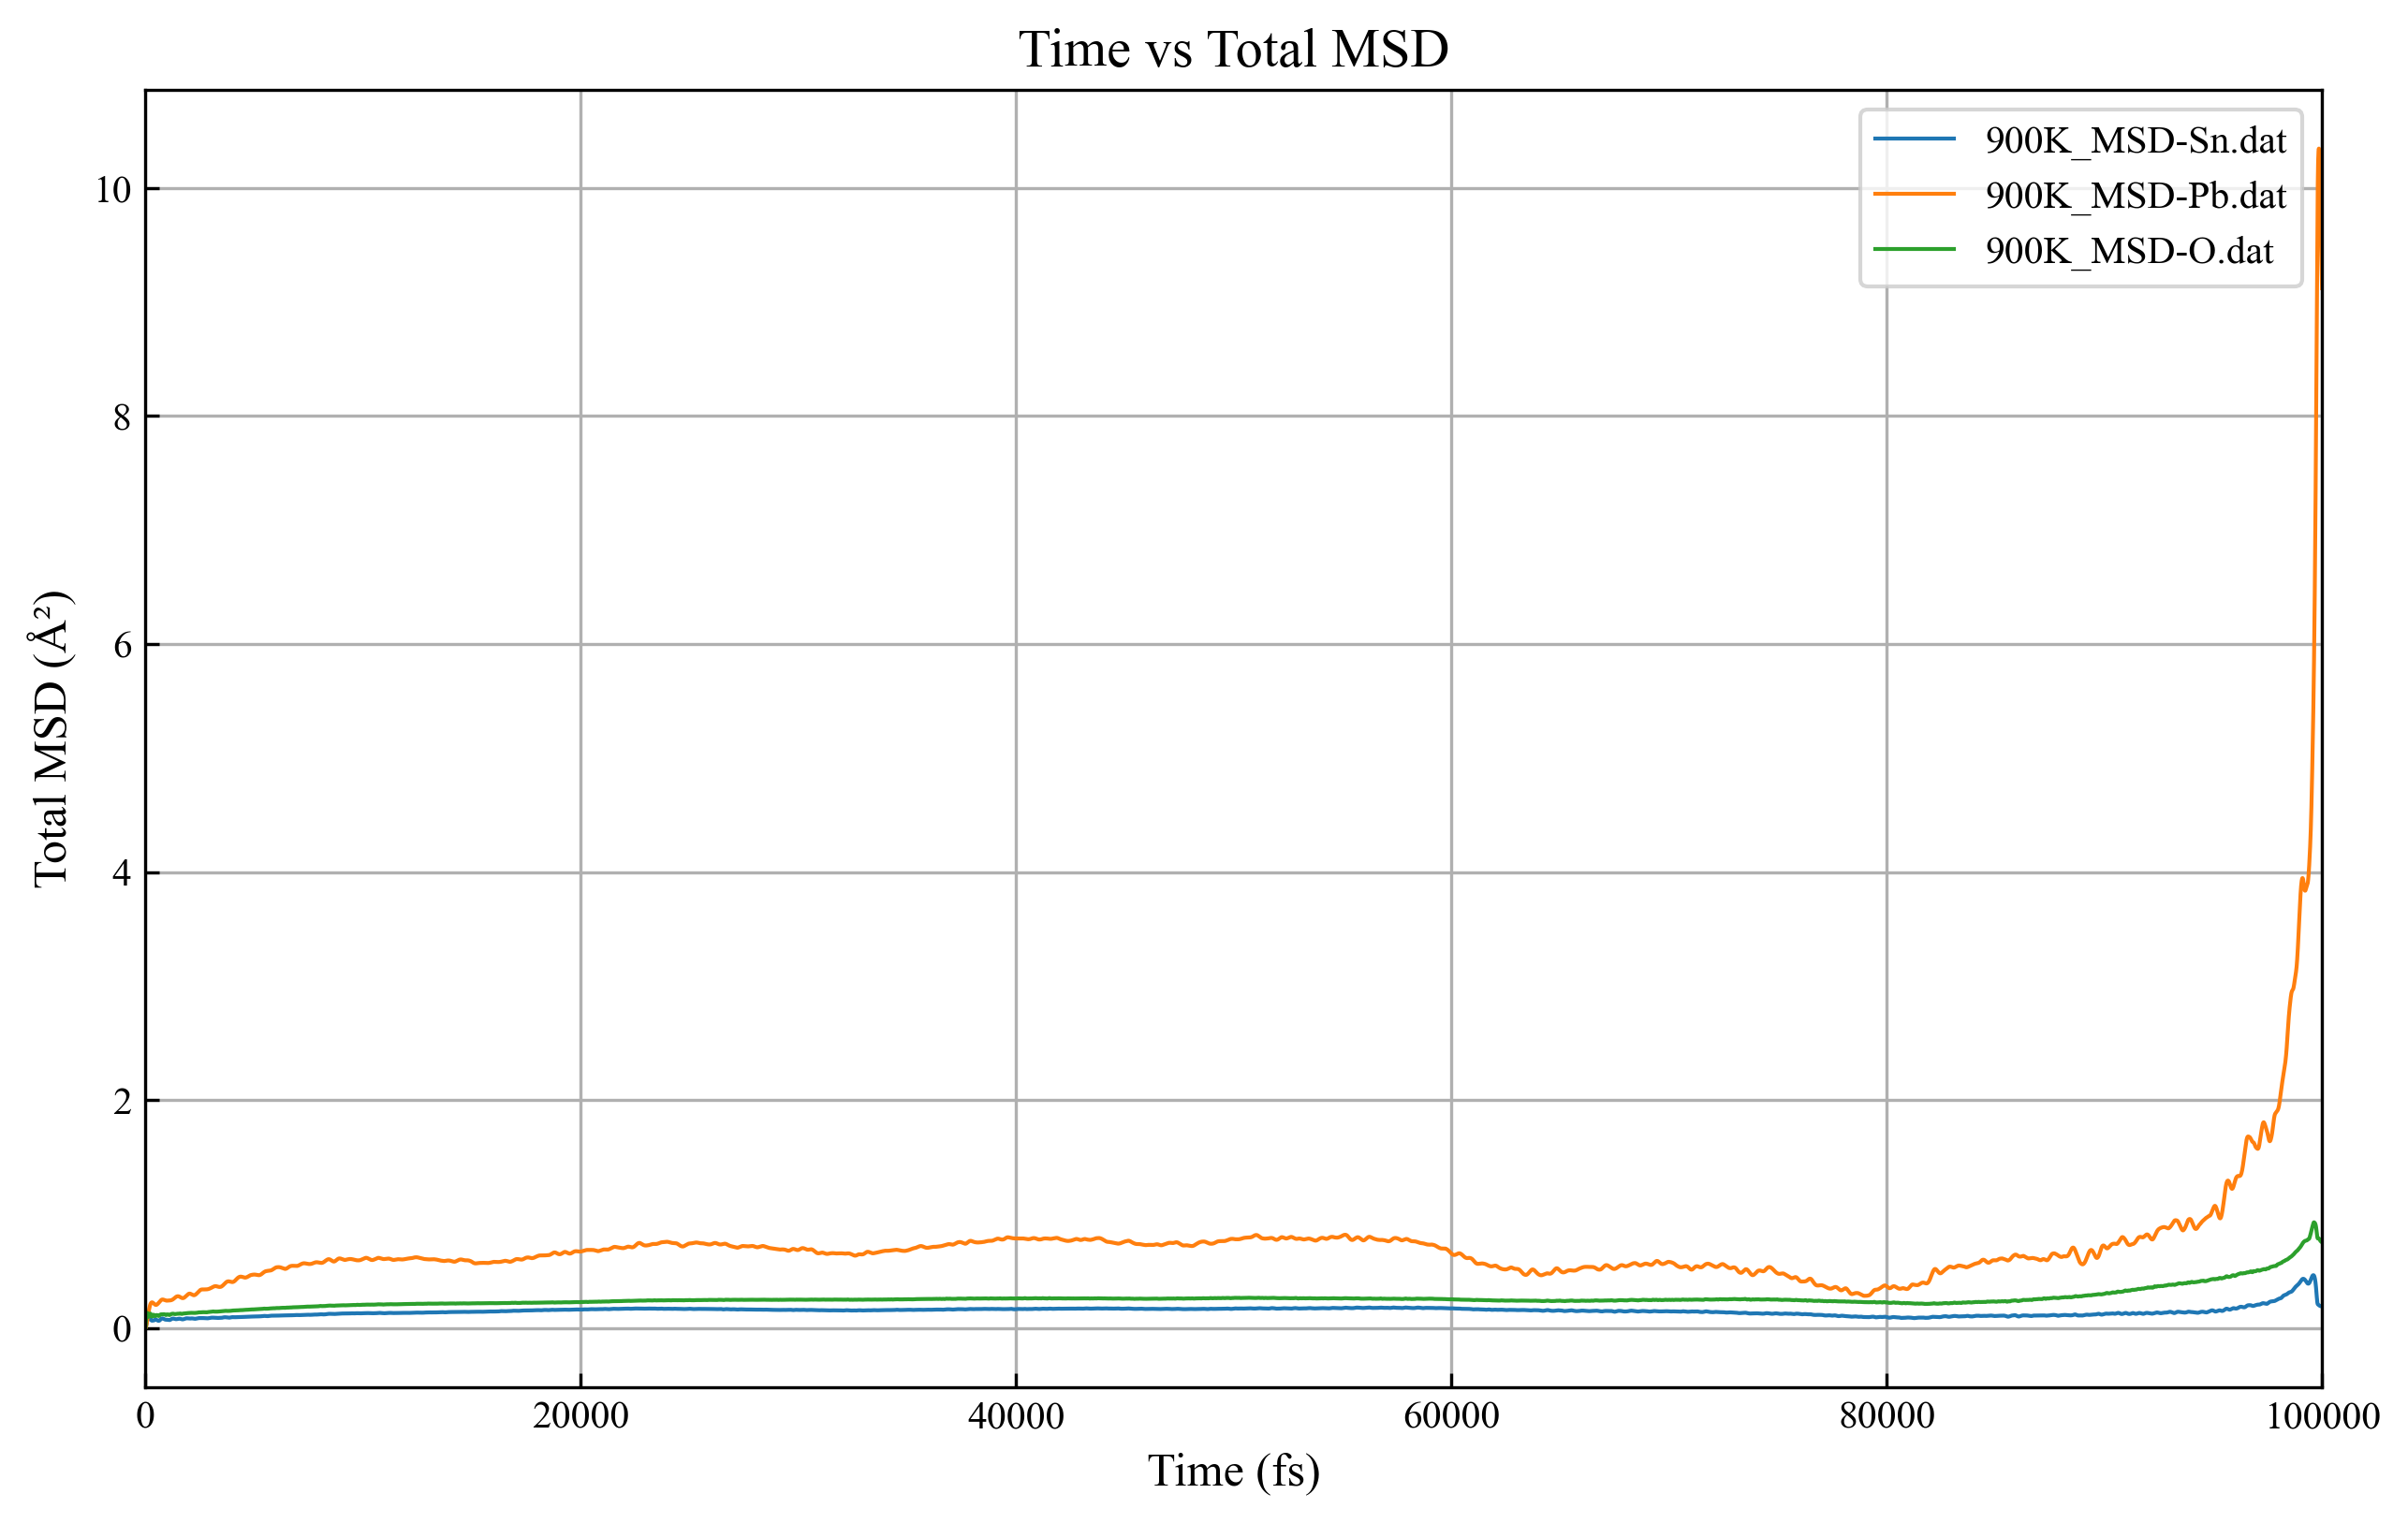 Time vs Total MSD
900K_MSD-Sn.dat
900K_MSD-Pb.dat
900K_MSD-O.dat
Total MSD (Å²)
10
8
6
4
2
0
0 20000 40000 60000 80000 100000
Time (fs)